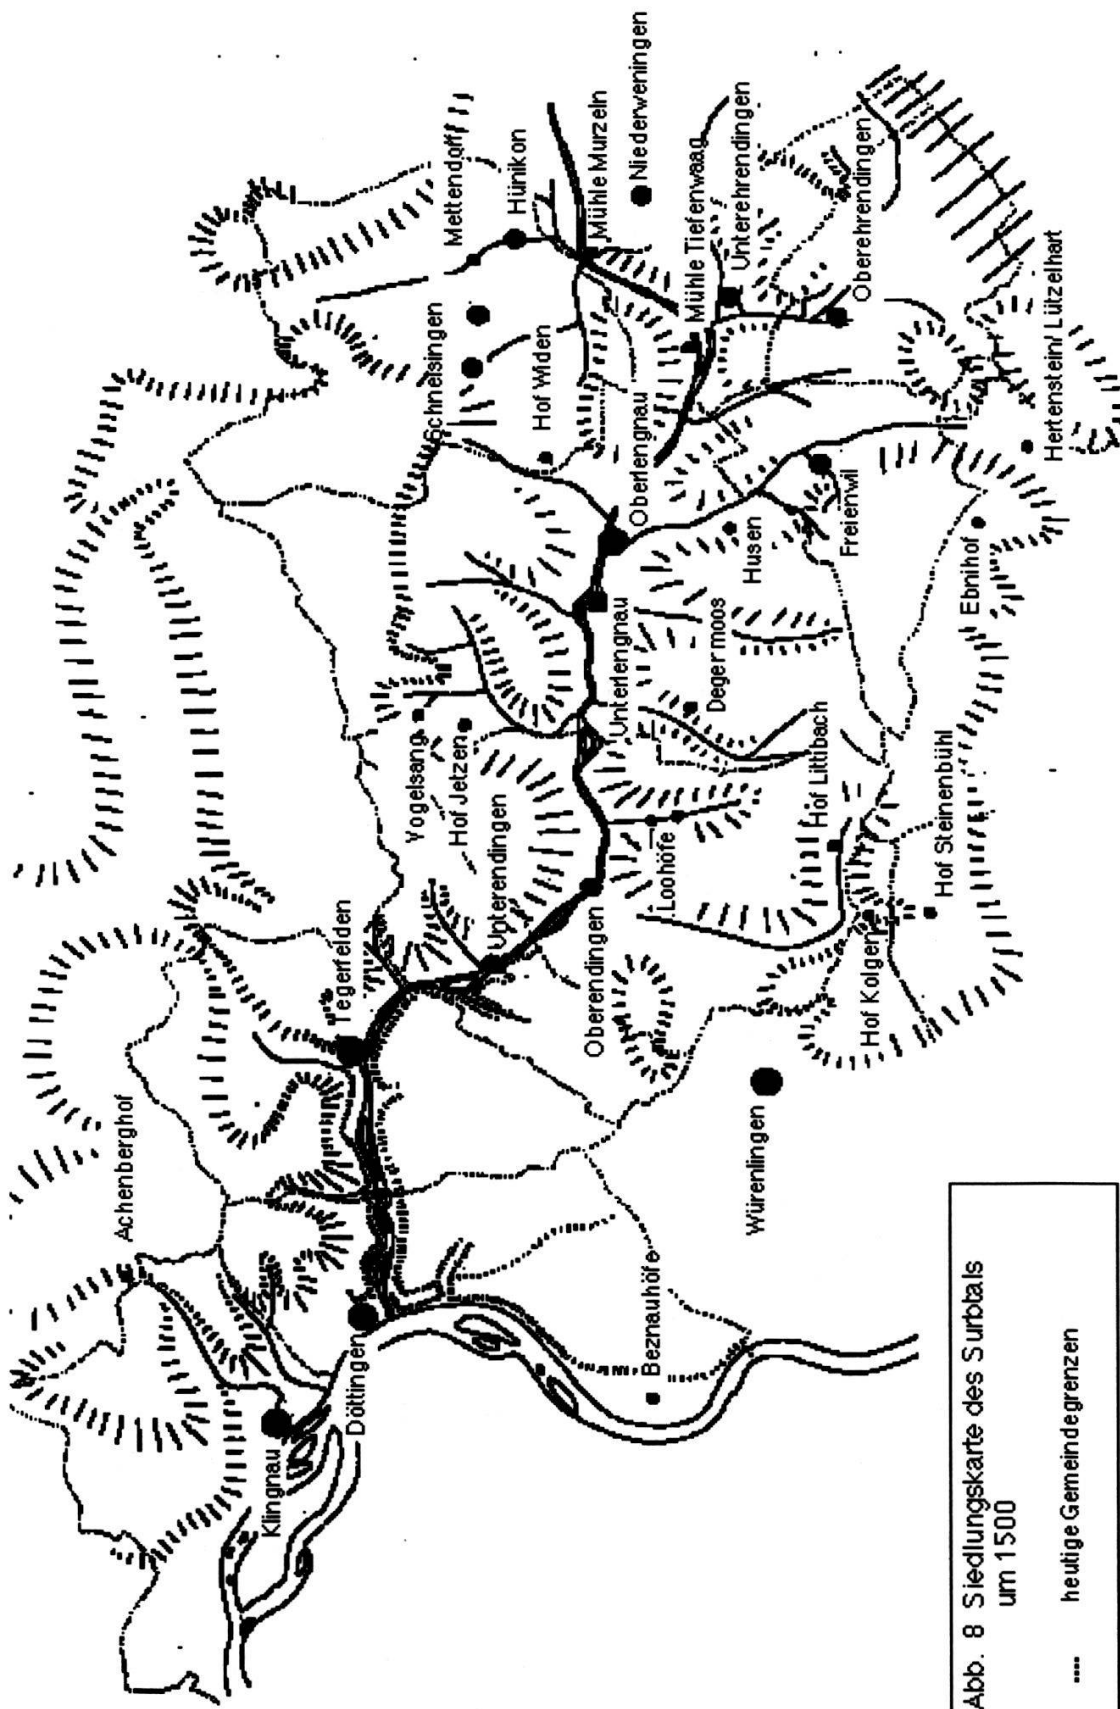 Achenberghof
Klingnau
Tegerfelden
Döttingen
Vogelsang
Schneisingen
Mettendorf
Hof Jetzen
Unterendingen
Hünikon
Hof Widen
Oberendingen
Mühle Murzeln
Unterlengnau
Oberlengnau
Niederweningen
Beznauhöfe
Loohöfe
Mühle Tiefenwaag
Degermoos
Unterehrendingen
Husen
Würenlingen
Hof Littibach
Freienwil
Oberehrendingen
Hof Kolgen
Hof Steinenbühl
Ebnihof
Hertenstein/ Lützelhart
Abb. 8 Siedlungskarte des Surbtals
um 1500
heutige Gemeindegrenzen